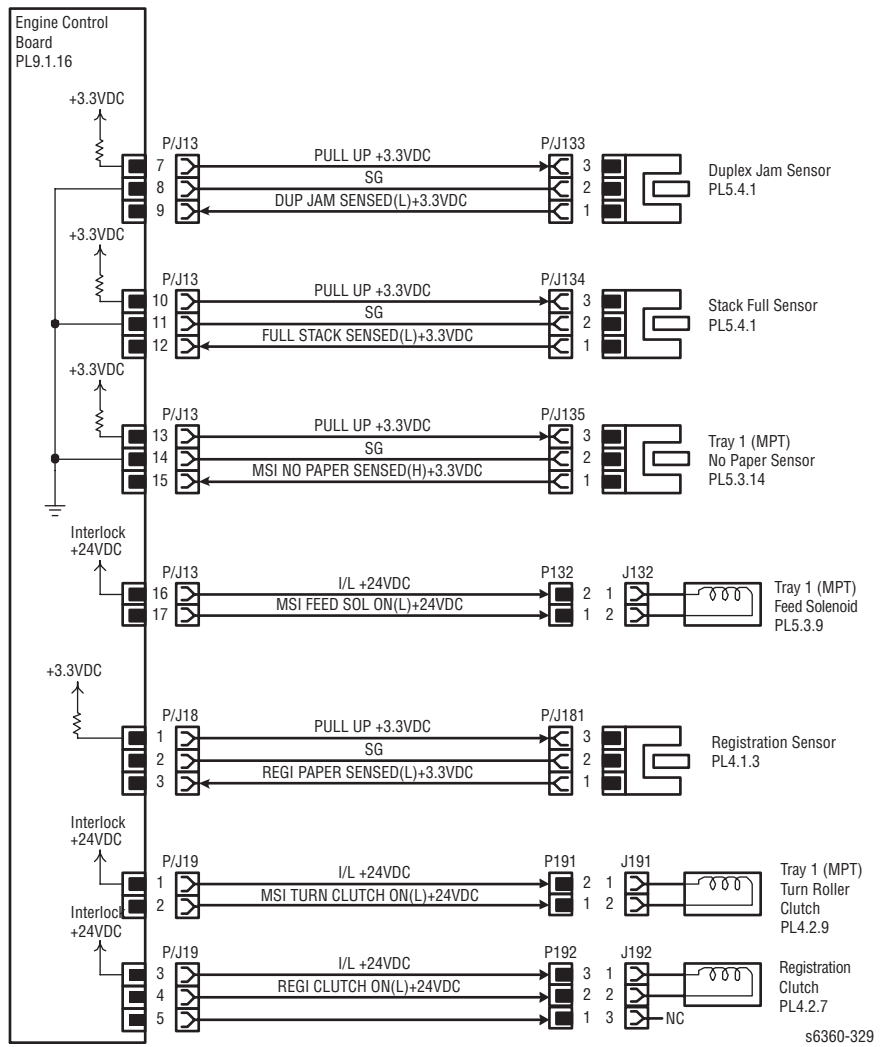 Engine Control
Board
PL9.1.16
+3.3VDC
P/J13
P/J133
7
PULL UP +3.3VDC
3
8
SG
2
9
DUP JAM SENSED(L)+3.3VDC
1
Duplex Jam Sensor
PL5.4.1
+3.3VDC
P/J13
P/J134
10
PULL UP +3.3VDC
3
11
SG
2
12
FULL STACK SENSED(L)+3.3VDC
1
Stack Full Sensor
PL5.4.1
+3.3VDC
P/J13
P/J135
13
PULL UP +3.3VDC
3
14
SG
2
15
MSI NO PAPER SENSED(H)+3.3VDC
1
Tray 1 (MPT)
No Paper Sensor
PL5.3.14
Interlock
+24VDC
P/J13
P132
J132
16
I/L +24VDC
2 1
17
MSI FEED SOL ON(L)+24VDC
1 2
Tray 1 (MPT)
Feed Solenoid
PL5.3.9
+3.3VDC
P/J18
P/J181
1
PULL UP +3.3VDC
3
2
SG
2
3
REGI PAPER SENSED(L)+3.3VDC
1
Registration Sensor
PL4.1.3
Interlock
+24VDC
P/J19
P191
J191
1
I/L +24VDC
2 1
2
MSI TURN CLUTCH ON(L)+24VDC
1 2
Tray 1 (MPT)
Turn Roller
Clutch
PL4.2.9
Interlock
+24VDC
P/J19
P192
J192
3
I/L +24VDC
3 1
4
REGI CLUTCH ON(L)+24VDC
2 2
5
1 3
NC
Registration
Clutch
PL4.2.7
s6360-329